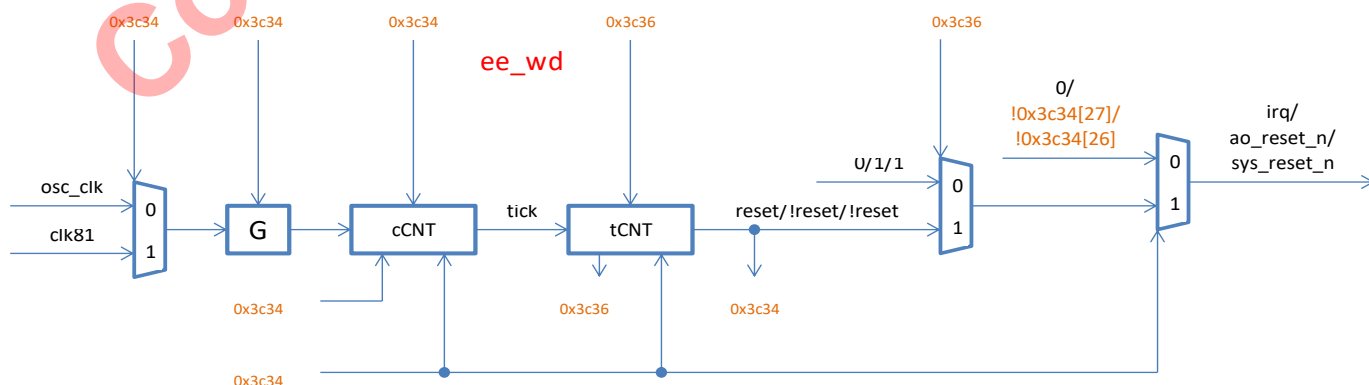 0x3c34
0x3c34
0x3c34
0x3c36
0x3c36
ee_wd
0/
!0x3c34[27]/
!0x3c34[26]
irq/
ao_reset_n/
sys_reset_n
osc_clk
clk81
0
1
G
cCNT
tick
tCNT
reset/!reset/!reset
0/1/1
0
1
0
1
0x3c34
0x3c36
0x3c34
0x3c34